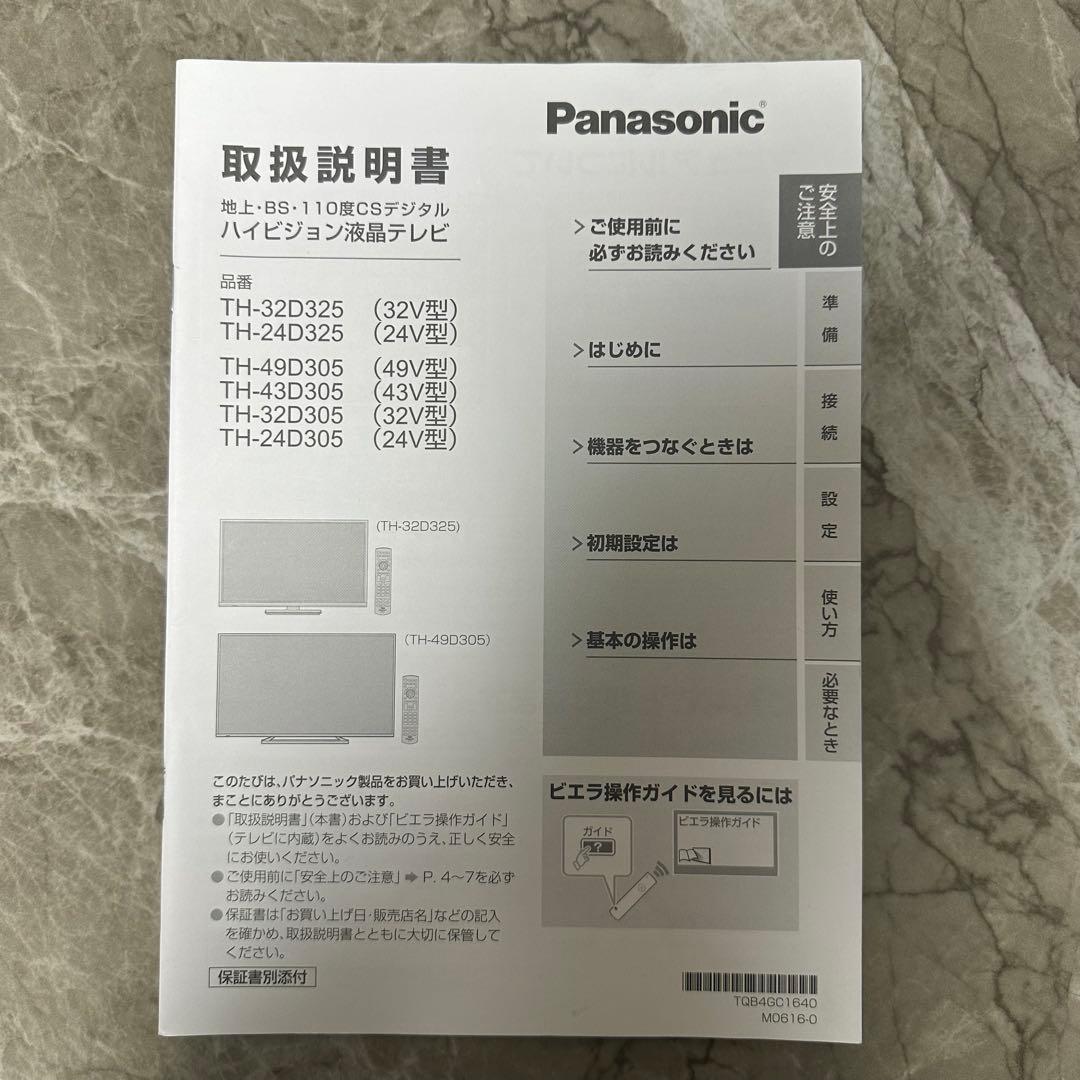 Panasonic®
取扱説明書
地上・BS・110度CSデジタル
ハイビジョン液晶テレビ
品番
TH-32D325 （32V型）
TH-24D325 （24V型）
TH-49D305 （49V型）
TH-43D305 （43V型）
TH-32D305 （32V型）
TH-24D305 （24V型）
(TH-32D325)
(TH-49D305)
このたびは、パナソニック製品をお買い上げいただき、
まことにありがとうございます。
●「取扱説明書」(本書)および「ビエラ操作ガイド」
（テレビに内蔵）をよくお読みのうえ、正しく安全
にお使いください。
●ご使用前に「安全上のご注意」➡ P. 4～7を必ず
お読みください。
●保証書は「お買い上げ日・販売店名」などの記入
を確かめ、取扱説明書とともに大切に保管して
ください。
保証書別添付
＞ご使用前に
必ずお読みください
＞はじめに
＞機器をつなぐときは
＞初期設定は
＞基本の操作は
安全上の
ご注意
準備
接続
設定
使い方
必要なとき
ビエラ操作ガイドを見るには
ガイド
?
ビエラ操作ガイド
TQB4GC1640
M0616-0